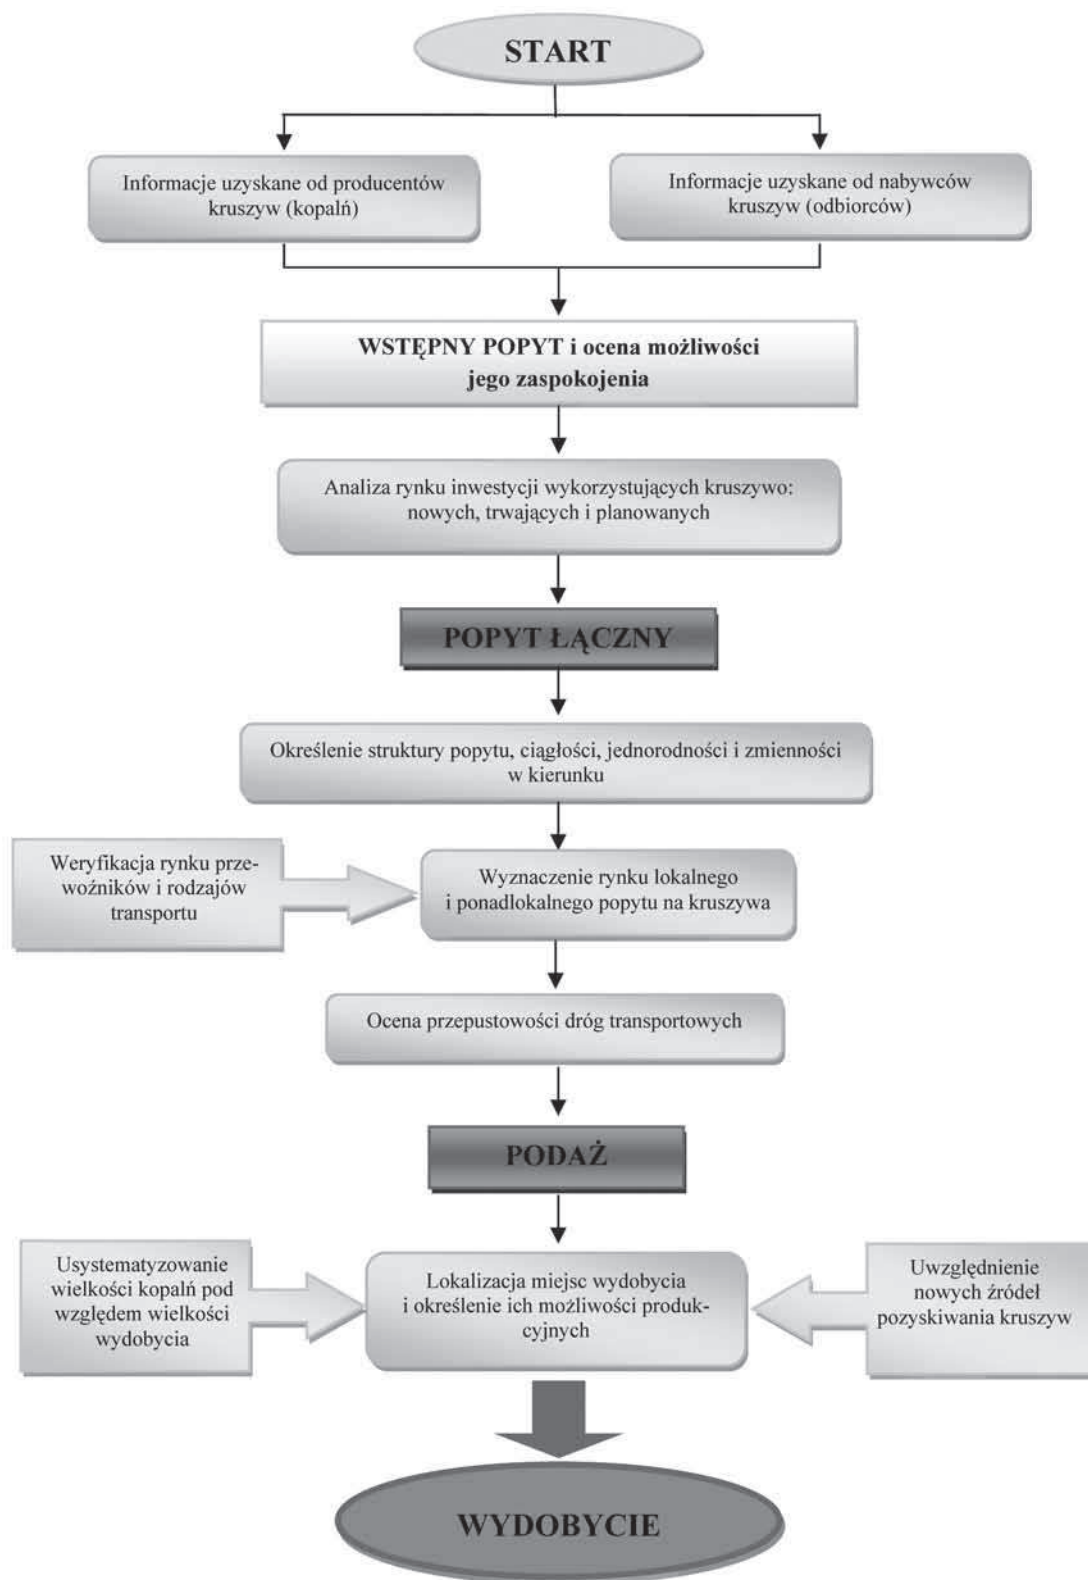 START
Informacje uzyskane od producentów
kruszyw (kopalń)
Informacje uzyskane od nabywców
kruszyw (odbiorców)
WSTĘPNY POPYT i ocena możliwości
jego zaspokojenia
Analiza rynku inwestycji wykorzystujących kruszywo:
nowych, trwających i planowanych
POPYT ŁĄCZNY
Określenie struktury popytu, ciągłości, jednorodności i zmienności
w kierunku
Weryfikacja rynku prze-
woźników i rodzajów
transportu
Wyznaczenie rynku lokalnego
i ponadlokalnego popytu na kruszywa
Ocena przepustowości dróg transportowych
PODAŻ
Usystematyzowanie
wielkości kopalń pod
względem wielkości
wydobycia
Lokalizacja miejsc wydobycia
i określenie ich możliwości produk-
cyjnych
Uwzględnienie
nowych źródeł
pozyskiwania kruszyw
WYDOBYCIE